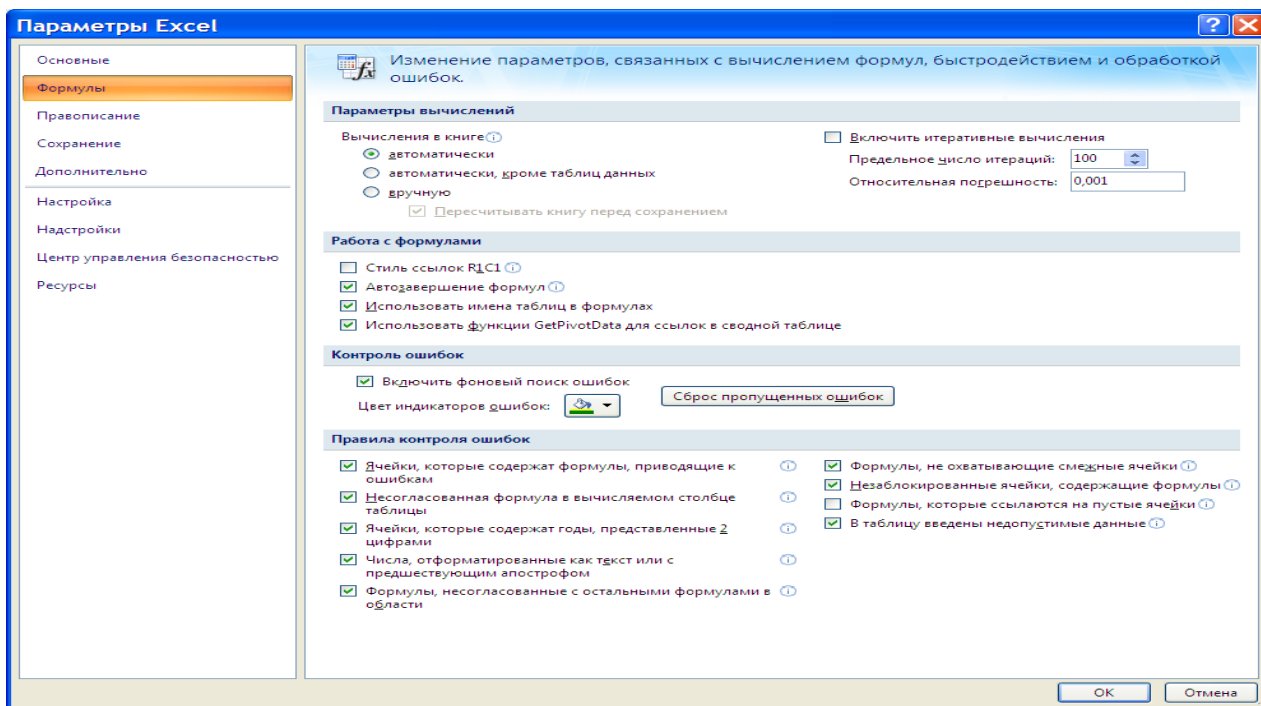 Параметры Excel
Основные
Формулы
Правописание
Сохранение
Дополнительно
Настройка
Надстройки
Центр управления безопасностью
Ресурсы
Изменение параметров, связанных с вычислением формул, быстродействием и обработкой
ошибок.
Параметры вычислений
Вычисления в книге
автоматически
автоматически, кроме таблиц данных
вручную
Пересчитывать книгу перед сохранением
Включить итеративные вычисления
Предельное число итераций: 100
Относительная погрешность: 0,001
Работа с формулами
Стиль ссылок R1C1
Автозавершение формул
Использовать имена таблиц в формулах
Использовать функции GetPivotData для ссылок в сводной таблице
Контроль ошибок
Включить фоновый поиск ошибок
Цвет индикаторов ошибок:
Сброс пропущенных ошибок
Правила контроля ошибок
Ячейки, которые содержат формулы, приводящие к
ошибкам
Несогласованная формула в вычисляемом столбце
таблицы
Ячейки, которые содержат годы, представленные 2
цифрами
Числа, отформатированные как текст или с
предшествующим апострофом
Формулы, несогласованные с остальными формулами в
области
Формулы, не охватывающие смежные ячейки
Незаблокированные ячейки, содержащие формулы
Формулы, которые ссылаются на пустые ячейки
В таблицу введены недопустимые данные
OK
Отмена